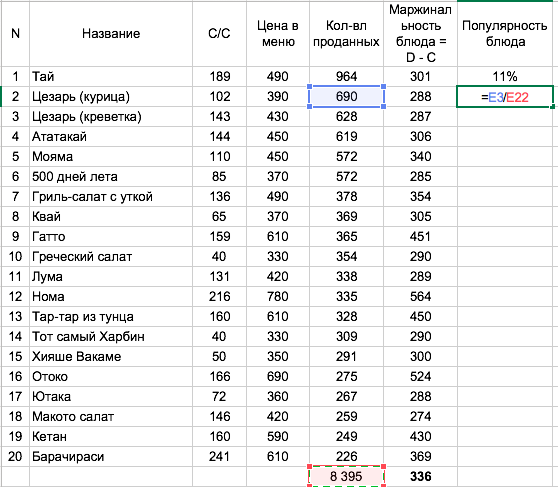 N Название С/С Цена в меню Кол-вл проданных Маржинал ьность блюда = D - C Популярность блюда
1 Тай 189 490 964 301 11%
2 Цезарь (курица) 102 390 690 288 =E3/E22
3 Цезарь (креветка) 143 430 628 287
4 Ататакай 144 450 619 306
5 Мояма 110 450 572 340
6 500 дней лета 85 370 572 285
7 Гриль-салат с уткой 136 490 378 354
8 Квай 65 370 369 305
9 Гатто 159 610 365 451
10 Греческий салат 40 330 354 290
11 Лума 131 420 338 289
12 Нома 216 780 335 564
13 Тар-тар из тунца 160 610 328 450
14 Тот самый Харбин 40 330 309 290
15 Хияше Вакаме 50 350 291 300
16 Отоко 166 690 275 524
17 Ютака 72 360 267 288
18 Макото салат 146 420 259 274
19 Кетан 160 590 249 430
20 Барачираси 241 610 226 369
8 395 336